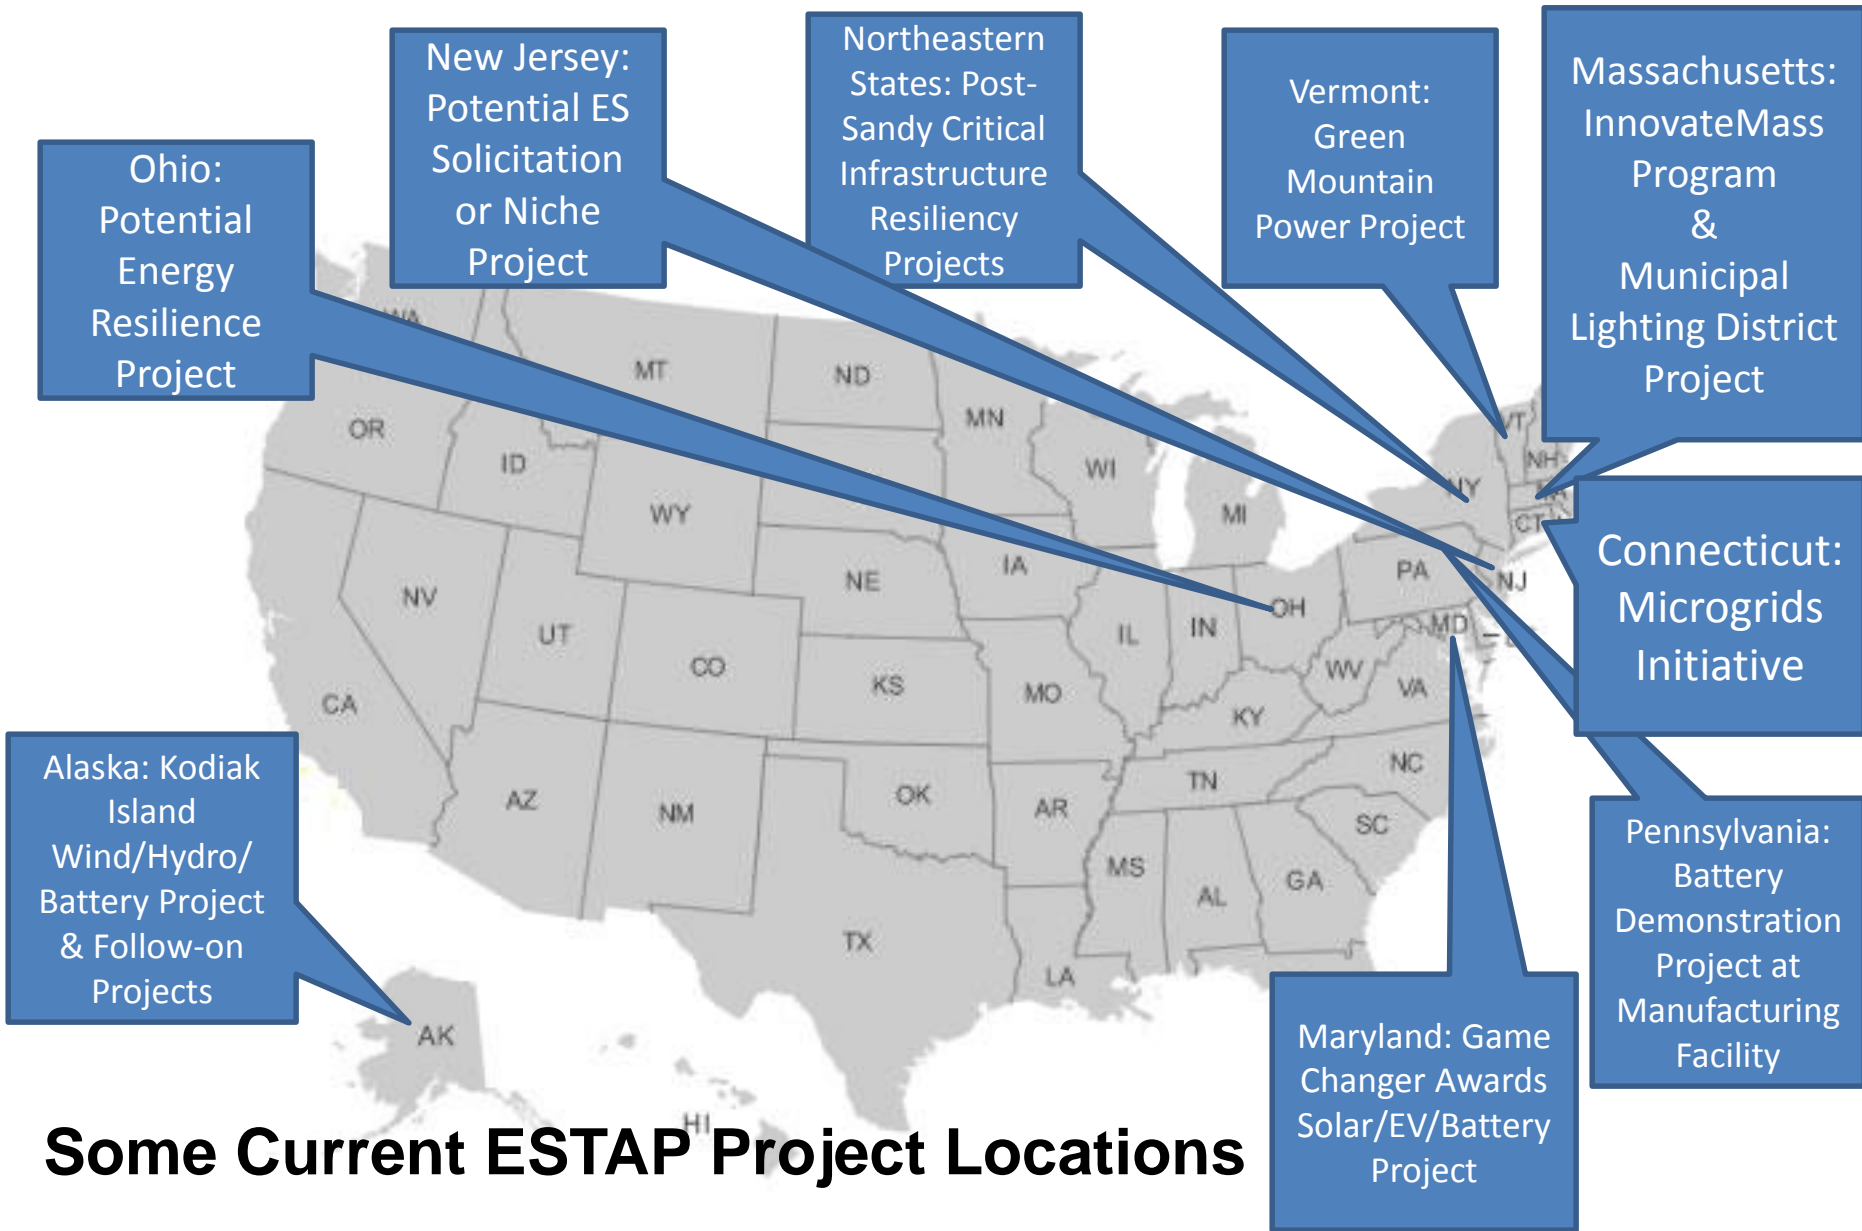 New Jersey:
Potential ES
Solicitation
or Niche
Project
Northeastern
States: Post-
Sandy Critical
Infrastructure
Resiliency
Projects
Vermont:
Green
Mountain
Power Project
Massachusetts:
InnovateMass
Program
&
Municipal
Lighting District
Project
Ohio:
Potential
Energy
Resilience
Project
Connecticut:
Microgrids
Initiative
Alaska: Kodiak
Island
Wind/Hydro/
Battery Project
& Follow-on
Projects
Pennsylvania:
Battery
Demonstration
Project at
Manufacturing
Facility
Maryland: Game
Changer Awards
Solar/EV/Battery
Project
WA
MT
ND
MN
OR
ID
WI
VT
NH
NY
MA
WY
MI
CT
IA
PA
NJ
NE
NV
OH
UT
IL
IN
MD
CO
KS
MO
WV
VA
CA
KY
NC
AZ
NM
OK
AR
TN
SC
MS
AL
GA
TX
LA
AK
HI
Some Current ESTAP Project Locations